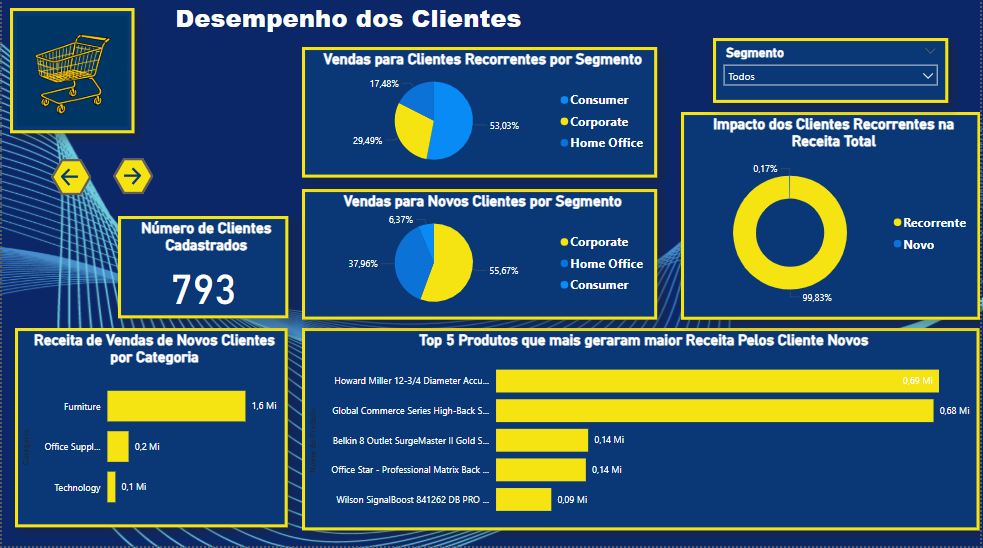 Desempenho dos Clientes
Segmento
Todos
Vendas para Clientes Recorrentes por Segmento
17,48%
29,49%
53,03%
Consumer
Corporate
Home Office
Impacto dos Clientes Recorrentes na
Receita Total
0,17%
99,83%
Recorrente
Novo
Vendas para Novos Clientes por Segmento
6,37%
37,96%
55,67%
Corporate
Home Office
Consumer
Número de Clientes
Cadastrados
793
Receita de Vendas de Novos Clientes
por Categoria
Furniture
1,6 Mi
Office Suppl...
0,2 Mi
Technology
0,1 Mi
Top 5 Produtos que mais geraram maior Receita Pelos Cliente Novos
Howard Miller 12-3/4 Diameter Accu...
0,69 Mi
Global Commerce Series High-Back S...
0,68 Mi
Belkin 8 Outlet SurgeMaster II Gold S...
0,14 Mi
Office Star - Professional Matrix Back ...
0,14 Mi
Wilson SignalBoost 841262 DB PRO ...
0,09 Mi